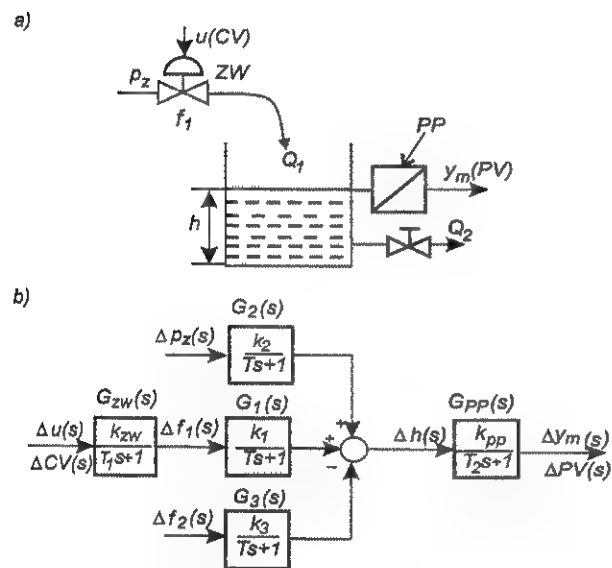 a)
u(CV)
p_z ZW
f_1
Q_1
PP
y_m(PV)
h
Q_2
b)
G_2(s)
Δp_z(s)
k_2
Ts+1
G_zw(s)
G_1(s)
G_PP(s)
Δu(s)
ΔCV(s)
k_zw
T_1s+1
Δf_1(s)
k_1
Ts+1
+
+
−
Δh(s)
k_pp
T_2s+1
Δy_m(s)
ΔPV(s)
G_3(s)
Δf_2(s)
k_3
Ts+1